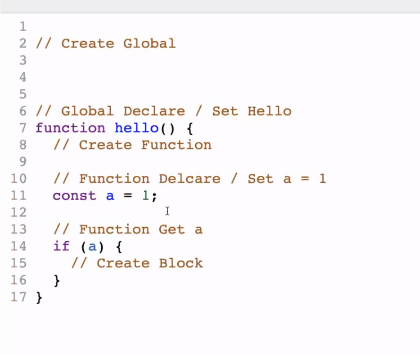 1
2 // Create Global
3
4
5
6 // Global Declare / Set Hello
7 function hello() {
8 // Create Function
9
10 // Function Delcare / Set a = 1
11 const a = 1;
12
13 // Function Get a
14 if (a) {
15 // Create Block
16 }
17 }